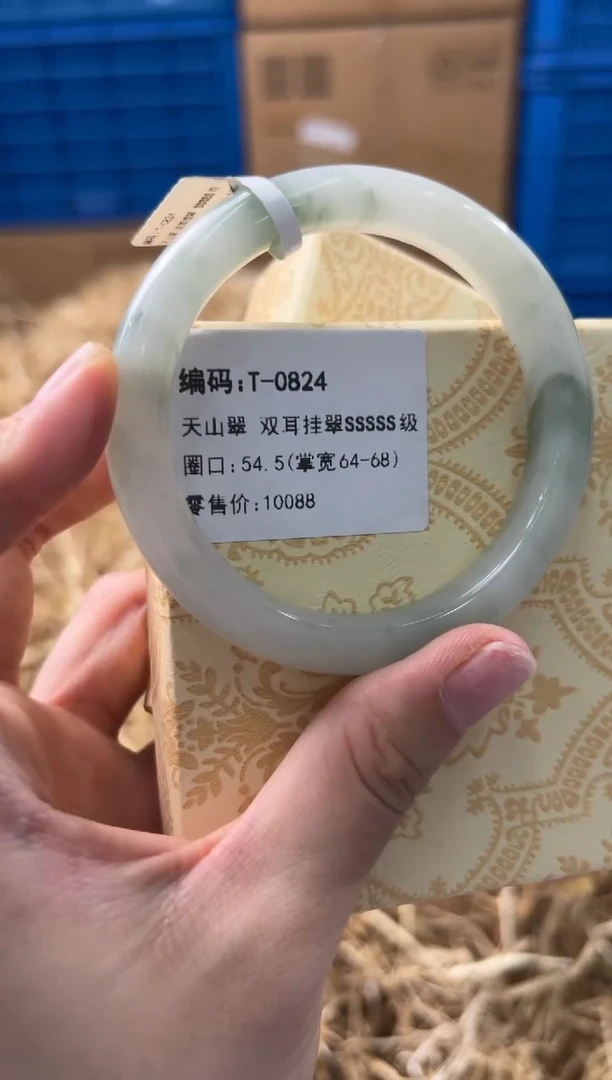 编码:T-0824
天山翠 双耳挂翠SSSSS级
圈口:54.5(掌宽64-68)
零售价:10088